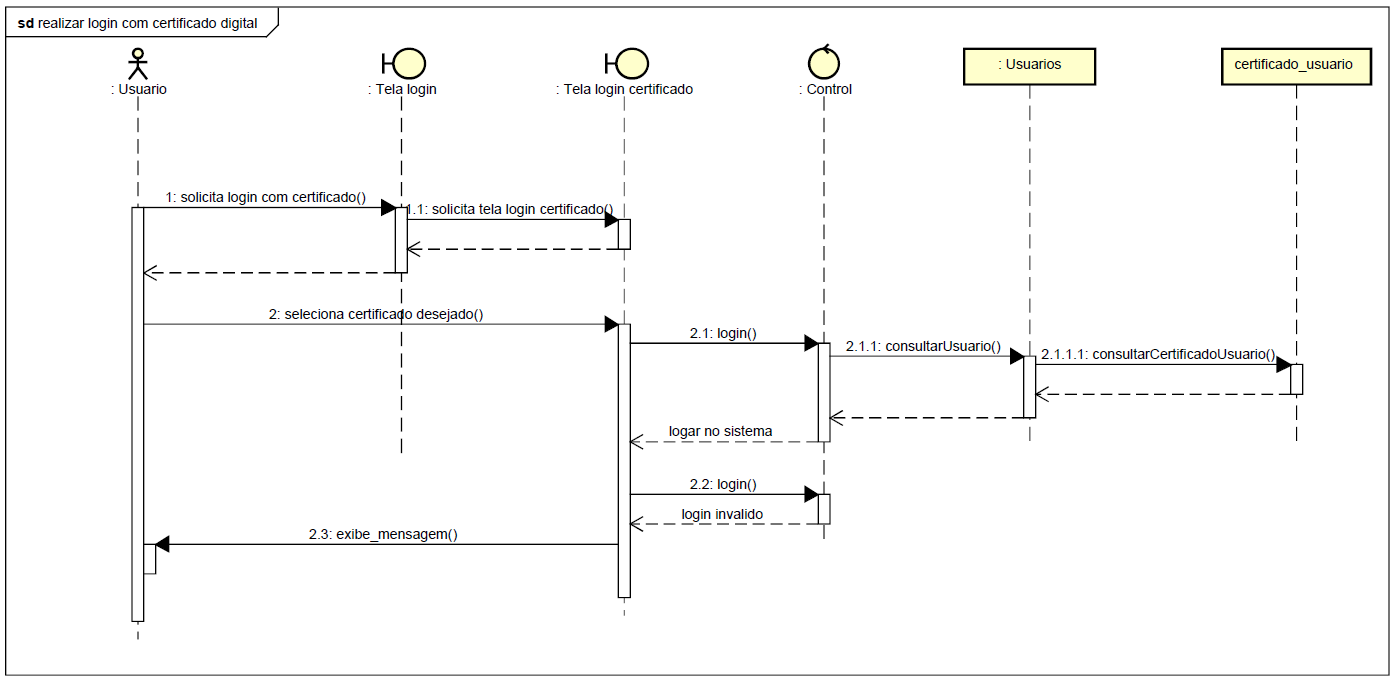 sd realizar login com certificado digital
: Usuario
: Tela login
: Tela login certificado
: Control
: Usuarios
certificado_usuario
1: solicita login com certificado()
1.1: solicita tela login certificado()
2: seleciona certificado desejado()
2.1: login()
2.1.1: consultarUsuario()
2.1.1.1: consultarCertificadoUsuario()
logar no sistema
2.2: login()
login invalido
2.3: exibe_mensagem()